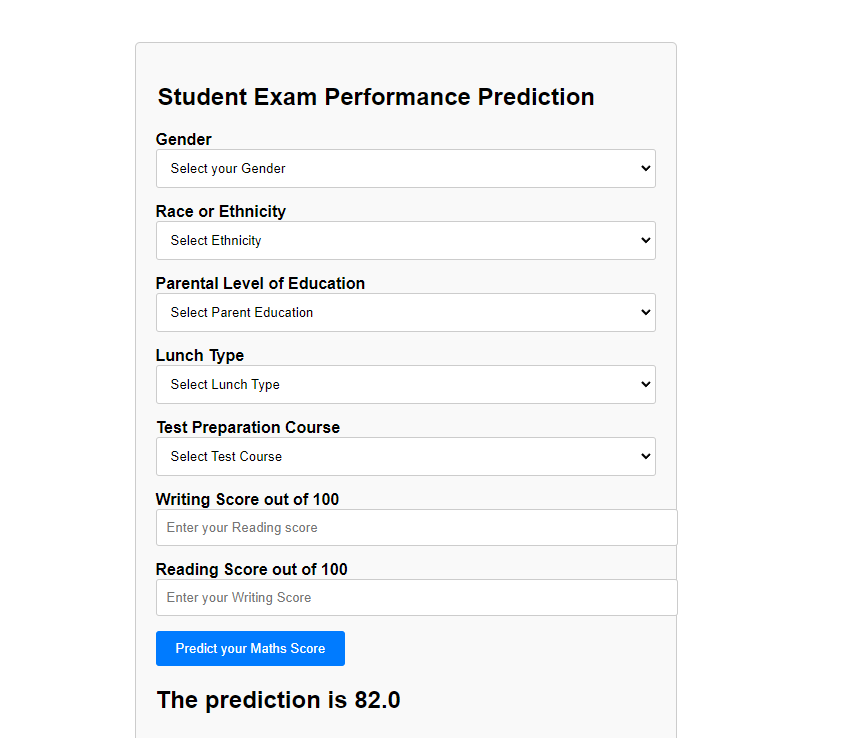 Student Exam Performance Prediction
Gender
Select your Gender
Race or Ethnicity
Select Ethnicity
Parental Level of Education
Select Parent Education
Lunch Type
Select Lunch Type
Test Preparation Course
Select Test Course
Writing Score out of 100
Enter your Reading score
Reading Score out of 100
Enter your Writing Score
Predict your Maths Score
The prediction is 82.0